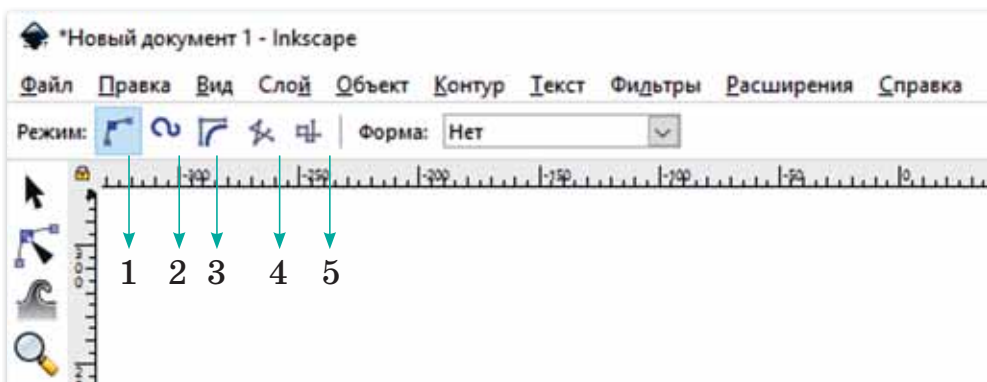 *Новый документ 1 - Inkscape
Файл Правка Вид Слой Объект Контур Текст Фильтры Расширения Справка
Режим: Форма: Нет
1 2 3 4 5